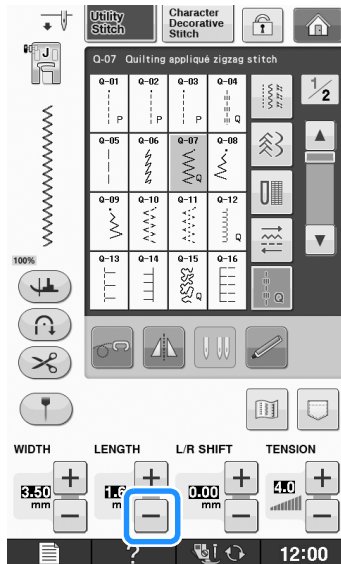 Utility
Stitch
Character
Decorative
Stitch
J
Q-07 Quilting appliqué zigzag stitch
1/2
Q-01 Q-02 Q-03 Q-04
P P P Q
Q-05 Q-06 Q-07 Q-08
Q
Q-09 Q-10 Q-11 Q-12
Q
Q-13 Q-14 Q-15 Q-16
Q
Q
100%
WIDTH LENGTH L/R SHIFT TENSION
3.50 mm
1.6
0.00 mm
4.0
+ + + +
− − − −
? 12:00